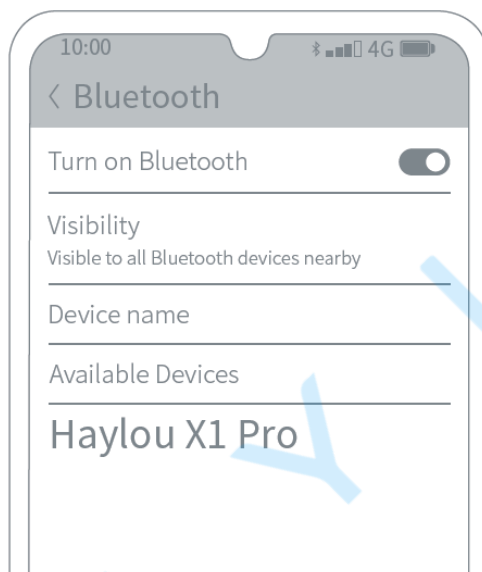 10:00 4G
Bluetooth
Turn on Bluetooth
Visibility
Visible to all Bluetooth devices nearby
Device name
Available Devices
Haylou X1 Pro